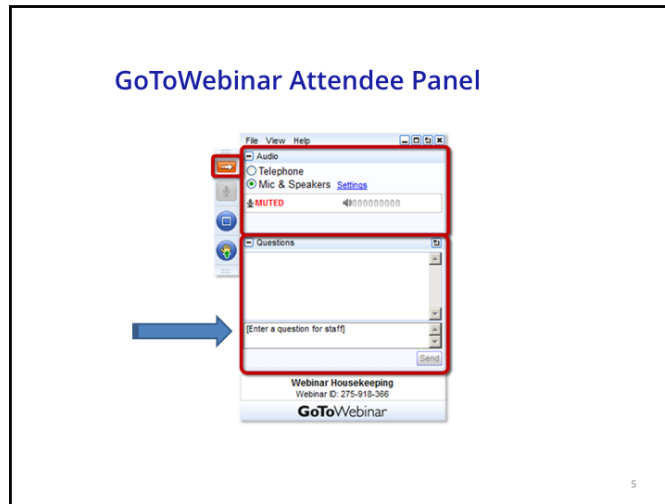 GoToWebinar Attendee Panel
File View Help
Audio
Telephone
Mic & Speakers Settings
MUTED
Questions
[Enter a question for staff]
Send
Webinar Housekeeping
Webinar ID: 275-918-366
GoToWebinar
5